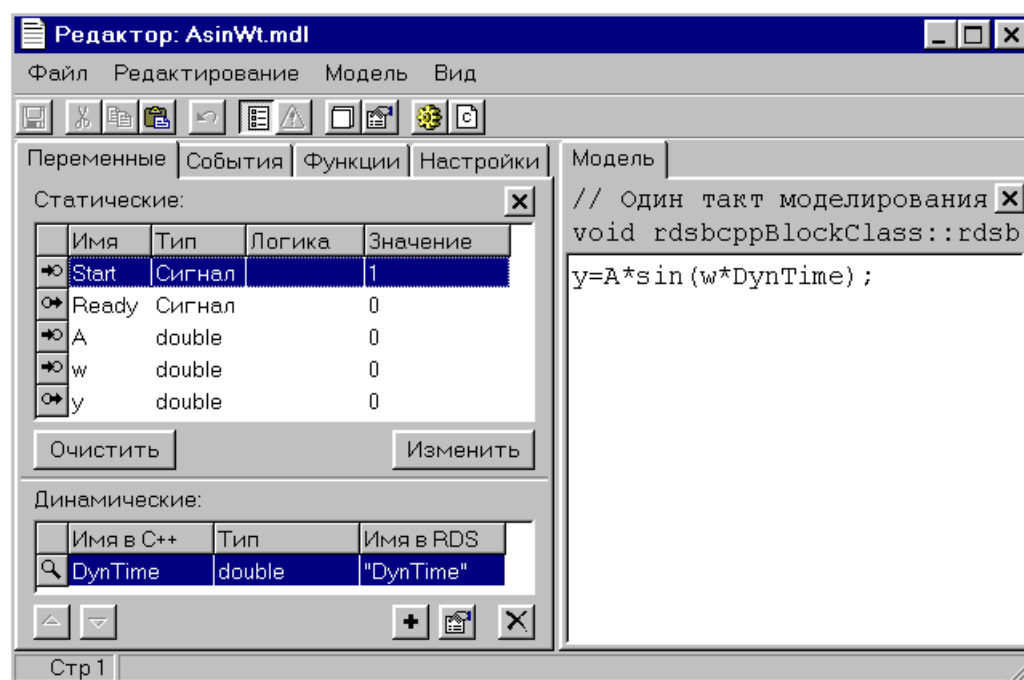 Редактор: AsinWt.mdl
Файл Редактирование Модель Вид
Переменные События Функции Настройки
Статические:
Имя Тип Логика Значение
Start Сигнал 1
Ready Сигнал 0
A double 0
w double 0
y double 0
Очистить Изменить
Динамические:
Имя в C++ Тип Имя в RDS
DynTime double "DynTime"
Модель
// Один такт моделирования
void rdsbcppBlockClass::rdsb
y=A*sin(w*DynTime);
Стр 1